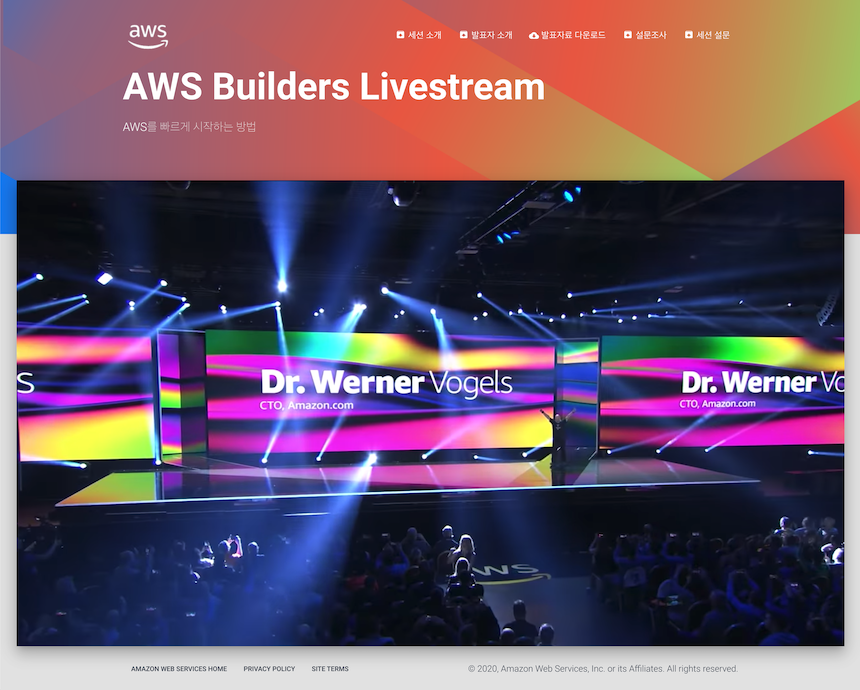 aws
세션 소개
발표자 소개
발표자료 다운로드
설문조사
세션 설문
AWS Builders Livestream
AWS를 빠르게 시작하는 방법
S
Dr. Werner Vogels
CTO, Amazon.com
Dr. Werner Vo
CTO, Amazon.com
aws
AMAZON WEB SERVICES HOME
PRIVACY POLICY
SITE TERMS
© 2020, Amazon Web Services, Inc. or its Affiliates. All rights reserved.